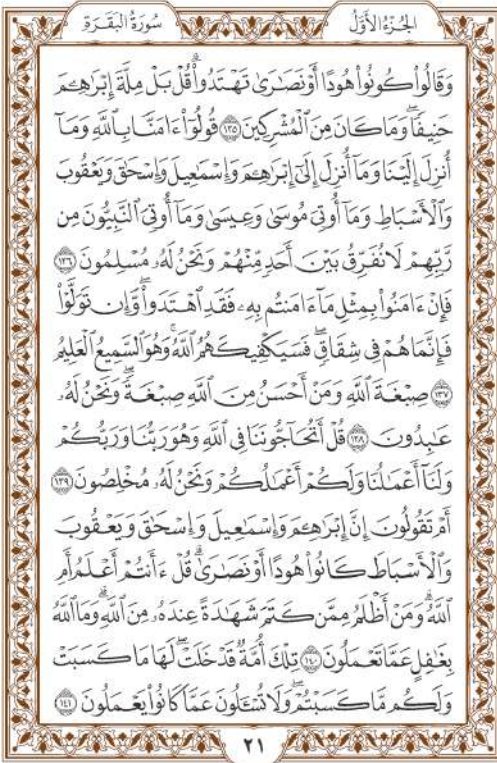 الجُزْءُ الأَوَّلُ سُورَةُ البَقَرَةِ
وَقَالُوا۟ كُونُوا۟ هُودًا أَوْ نَصَـٰرَىٰ تَهْتَدُوا۟ۗ قُلْ بَلْ مِلَّةَ إِبْرَٰهِـۧمَ
حَنِيفًاۖ وَمَا كَانَ مِنَ ٱلْمُشْرِكِينَ ١٣٥ قُولُوٓا۟ ءَامَنَّا بِٱللَّهِ وَمَآ
أُنزِلَ إِلَيْنَا وَمَآ أُنزِلَ إِلَىٰٓ إِبْرَٰهِـۧمَ وَإِسْمَـٰعِيلَ وَإِسْحَـٰقَ وَيَعْقُوبَ
وَٱلْأَسْبَاطِ وَمَآ أُوتِىَ مُوسَىٰ وَعِيسَىٰ وَمَآ أُوتِىَ ٱلنَّبِيُّونَ مِن
رَّبِّهِمْ لَا نُفَرِّقُ بَيْنَ أَحَدٍ مِّنْهُمْ وَنَحْنُ لَهُۥ مُسْلِمُونَ ١٣٦
فَإِنْ ءَامَنُوا۟ بِمِثْلِ مَآ ءَامَنتُم بِهِۦ فَقَدِ ٱهْتَدَوا۟ۖ وَّإِن تَوَلَّوْا۟
فَإِنَّمَا هُمْ فِى شِقَاقٍۖ فَسَيَكْفِيكَهُمُ ٱللَّهُۚ وَهُوَ ٱلسَّمِيعُ ٱلْعَلِيمُ
١٣٧ صِبْغَةَ ٱللَّهِ وَمَنْ أَحْسَنُ مِنَ ٱللَّهِ صِبْغَةًۖ وَنَحْنُ لَهُۥ
عَـٰبِدُونَ ١٣٨ قُلْ أَتُحَآجُّونَنَا فِى ٱللَّهِ وَهُوَ رَبُّنَا وَرَبُّكُمْ
وَلَنَآ أَعْمَـٰلُنَا وَلَكُمْ أَعْمَـٰلُكُمْ وَنَحْنُ لَهُۥ مُخْلِصُونَ ١٣٩
أَمْ تَقُولُونَ إِنَّ إِبْرَٰهِـۧمَ وَإِسْمَـٰعِيلَ وَإِسْحَـٰقَ وَيَعْقُوبَ
وَٱلْأَسْبَاطَ كَانُوا۟ هُودًا أَوْ نَصَـٰرَىٰۗ قُلْ ءَأَنتُمْ أَعْلَمُ أَمِ
ٱللَّهُۗ وَمَنْ أَظْلَمُ مِمَّن كَتَمَ شَهَـٰدَةً عِندَهُۥ مِنَ ٱللَّهِۗ وَمَا ٱللَّهُ
بِغَـٰفِلٍ عَمَّا تَعْمَلُونَ ١٤٠ تِلْكَ أُمَّةٌ قَدْ خَلَتْۖ لَهَا مَا كَسَبَتْ
وَلَكُم مَّا كَسَبْتُمْۖ وَلَا تُسْـَٔلُونَ عَمَّا كَانُوا۟ يَعْمَلُونَ ١٤١
٢١